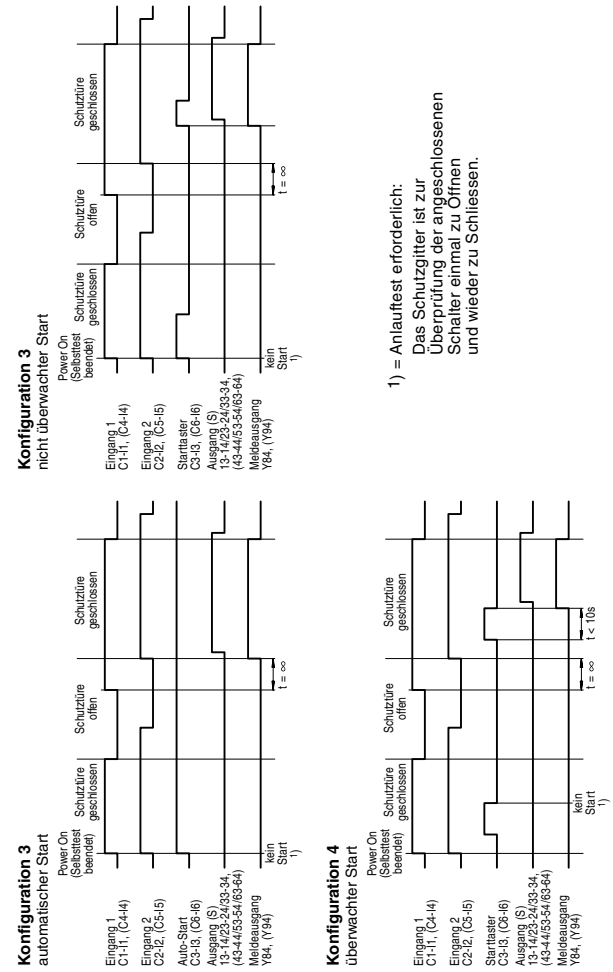 Konfiguration 3
automatischer Start
Power On
(Selbsttest
beendet)
Schutztüre
geschlossen
Schutztüre
offen
Schutztüre
geschlossen
Eingang 1
C1-I1, (C4-I4)
Eingang 2
C2-I2, (C5-I5)
Auto-Start
C3-I3, (C6-I6)
Ausgang (S)
13-14/23-24/33-34,
(43-44/53-54/63-64)
Meldeausgang
Y84, (Y94)
kein
Start
1)
t = ∞
Konfiguration 3
nicht überwachter Start
Power On
(Selbsttest
beendet)
Schutztüre
geschlossen
Schutztüre
offen
Schutztüre
geschlossen
Eingang 1
C1-I1, (C4-I4)
Eingang 2
C2-I2, (C5-I5)
Starttaster
C3-I3, (C6-I6)
Ausgang (S)
13-14/23-24/33-34,
(43-44/53-54/63-64)
Meldeausgang
Y84, (Y94)
kein
Start
1)
t = ∞
Konfiguration 4
überwachter Start
Power On
(Selbsttest
beendet)
Schutztüre
geschlossen
Schutztüre
offen
Schutztüre
geschlossen
Eingang 1
C1-I1, (C4-I4)
Eingang 2
C2-I2, (C5-I5)
Starttaster
C3-I3, (C6-I6)
Ausgang (S)
13-14/23-24/33-34,
(43-44/53-54/63-64)
Meldeausgang
Y84, (Y94)
kein
Start
1)
t = ∞
t < 10s
1) = Anlauftest erforderlich:
Das Schutzgitter ist zur
Überprüfung der angeschlossenen
Schalter einmal zu Öffnen
und wieder zu Schliessen.